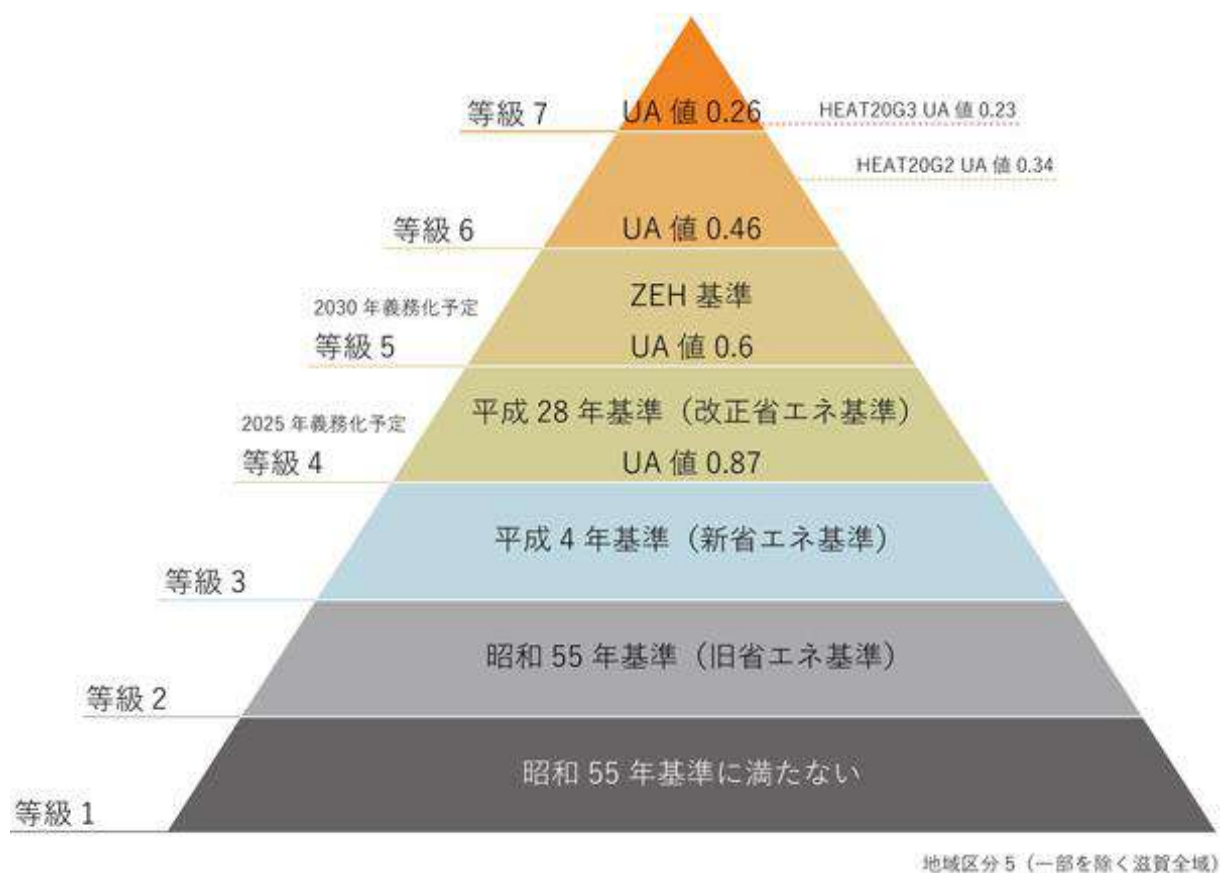 等級 7
UA 値 0.26
HEAT20G3 UA 値 0.23
HEAT20G2 UA 値 0.34
等級 6
UA 値 0.46
ZEH 基準
2030 年義務化予定
等級 5
UA 値 0.6
平成 28 年基準（改正省エネ基準）
2025 年義務化予定
等級 4
UA 値 0.87
平成 4 年基準（新省エネ基準）
等級 3
昭和 55 年基準（旧省エネ基準）
等級 2
昭和 55 年基準に満たない
等級 1
地域区分 5（一部を除く滋賀全域）